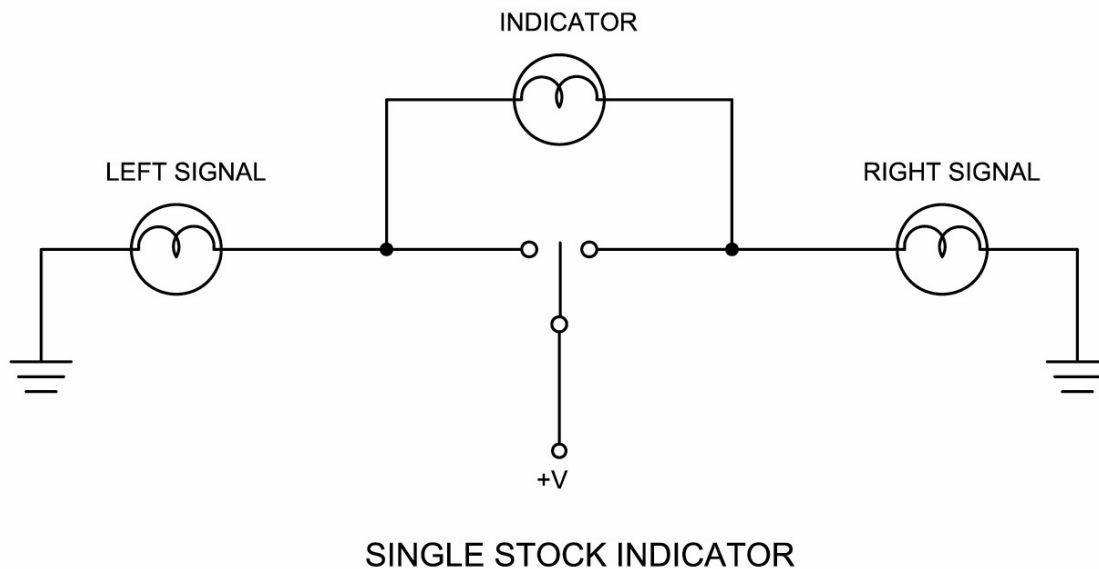 INDICATOR
LEFT SIGNAL
RIGHT SIGNAL
+V
SINGLE STOCK INDICATOR